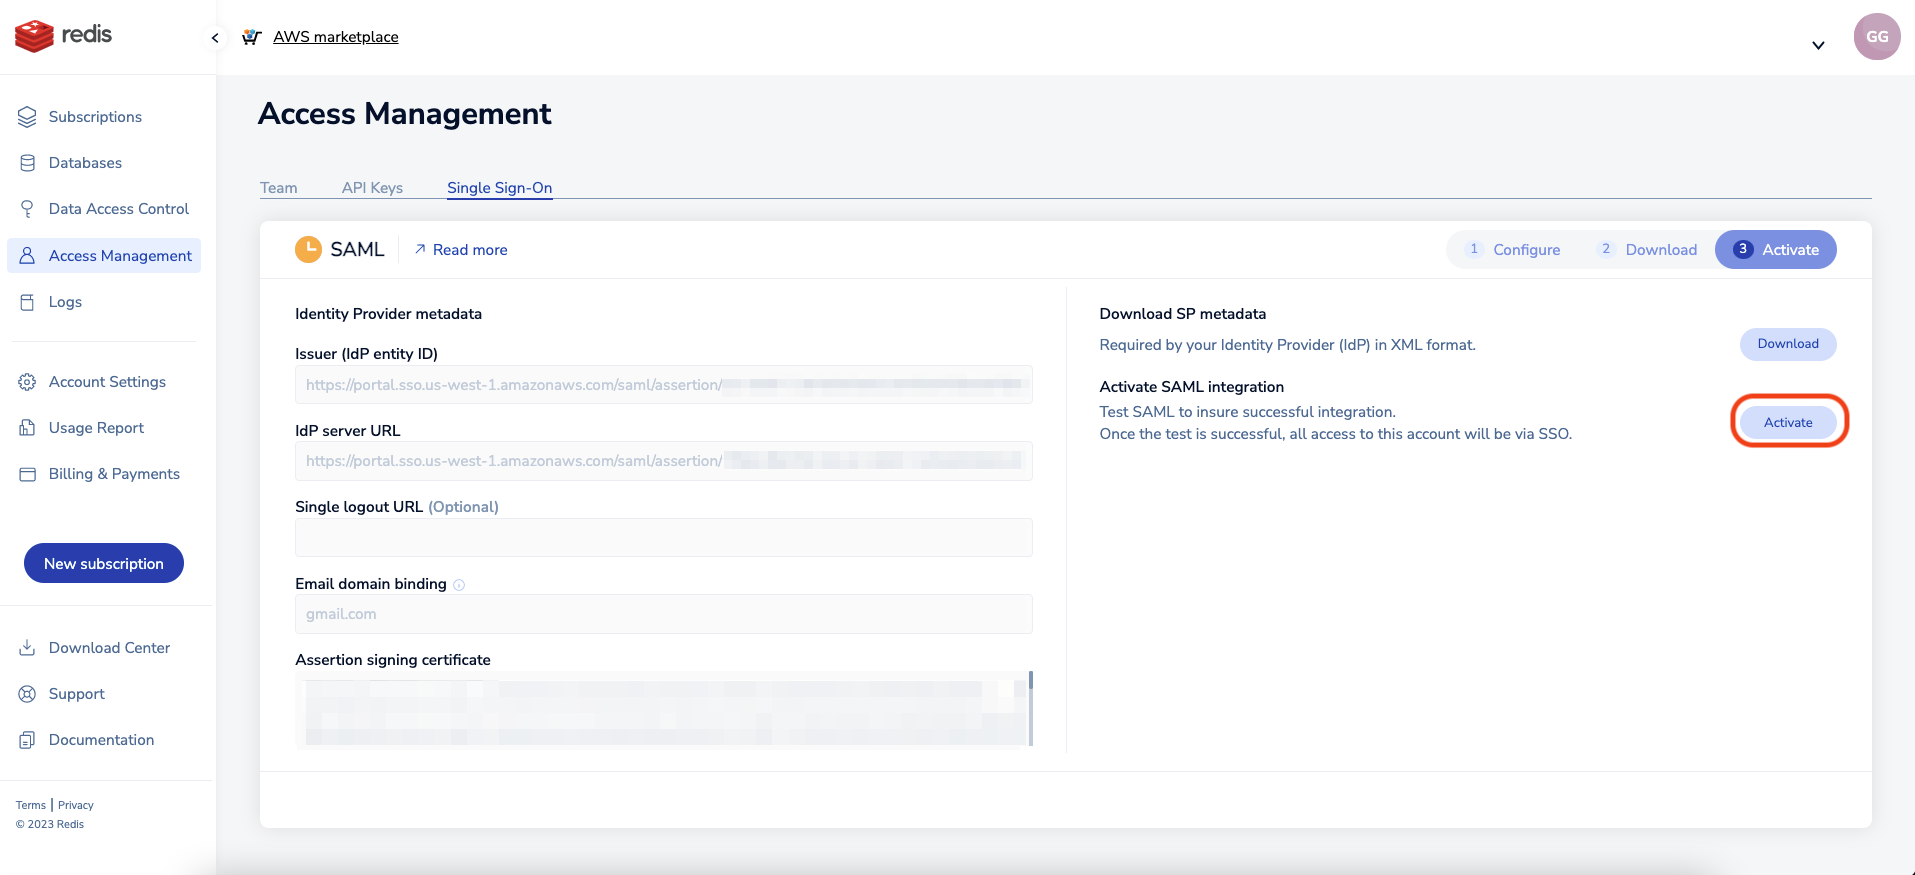 redis
AWS marketplace
GG
Subscriptions
Databases
Data Access Control
Access Management
Logs
Account Settings
Usage Report
Billing & Payments
New subscription
Download Center
Support
Documentation
Terms | Privacy
© 2023 Redis
Access Management
Team API Keys Single Sign-On
SAML Read more
1 Configure 2 Download 3 Activate
Identity Provider metadata
Issuer (IdP entity ID)
https://portal.sso.us-west-1.amazonaws.com/saml/assertion/
IdP server URL
https://portal.sso.us-west-1.amazonaws.com/saml/assertion/
Single logout URL (Optional)
Email domain binding
gmail.com
Assertion signing certificate
Download SP metadata
Required by your Identity Provider (IdP) in XML format.
Download
Activate SAML integration
Test SAML to insure successful integration.
Once the test is successful, all access to this account will be via SSO.
Activate